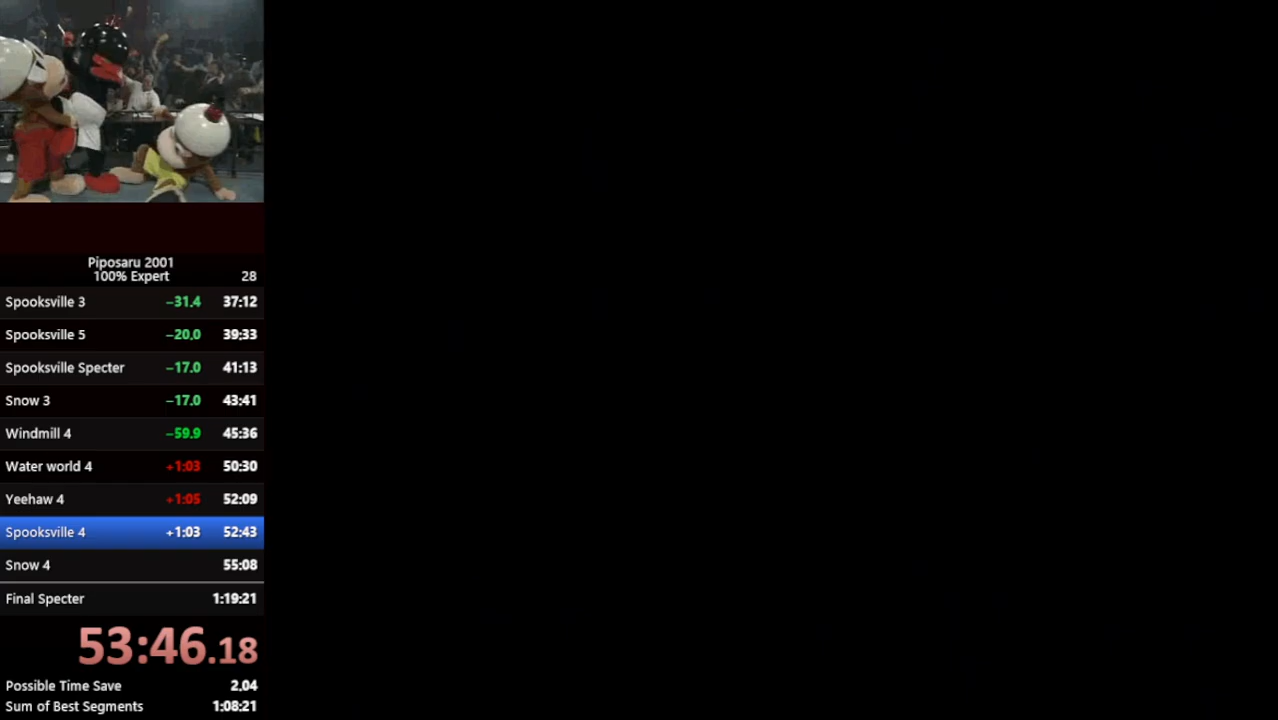 Piposaru 2001
100% Expert 28
Spooksville 3 −31.4 37:12
Spooksville 5 −20.0 39:33
Spooksville Specter −17.0 41:13
Snow 3 −17.0 43:41
Windmill 4 −59.9 45:36
Water world 4 +1:03 50:30
Yeehaw 4 +1:05 52:09
Spooksville 4 +1:03 52:43
Snow 4 55:08
Final Specter 1:19:21
53:46.18
Possible Time Save 2.04
Sum of Best Segments 1:08:21